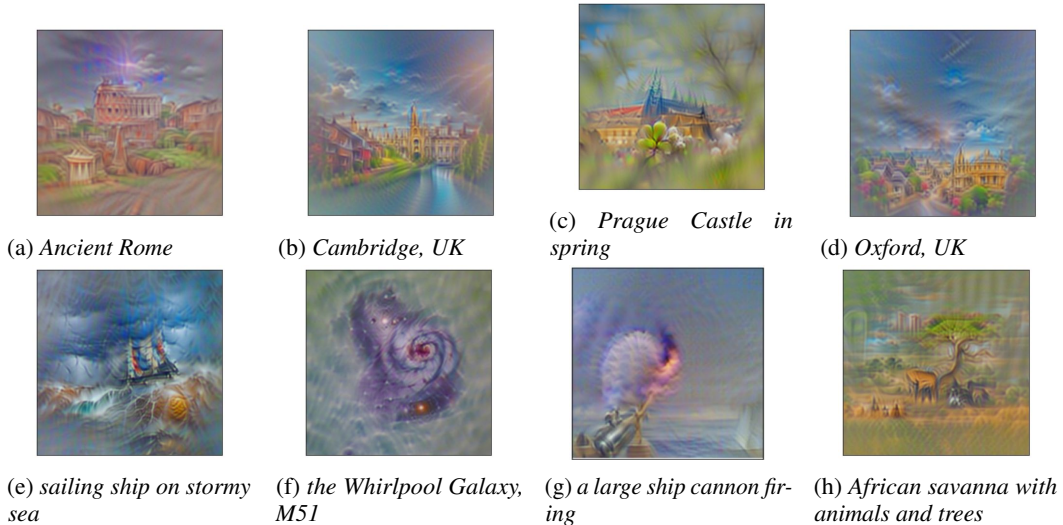 (a) Ancient Rome
(b) Cambridge, UK
(c) Prague Castle in
spring
(d) Oxford, UK
(e) sailing ship on stormy
sea
(f) the Whirlpool Galaxy,
M51
(g) a large ship cannon fir-
ing
(h) African savanna with
animals and trees